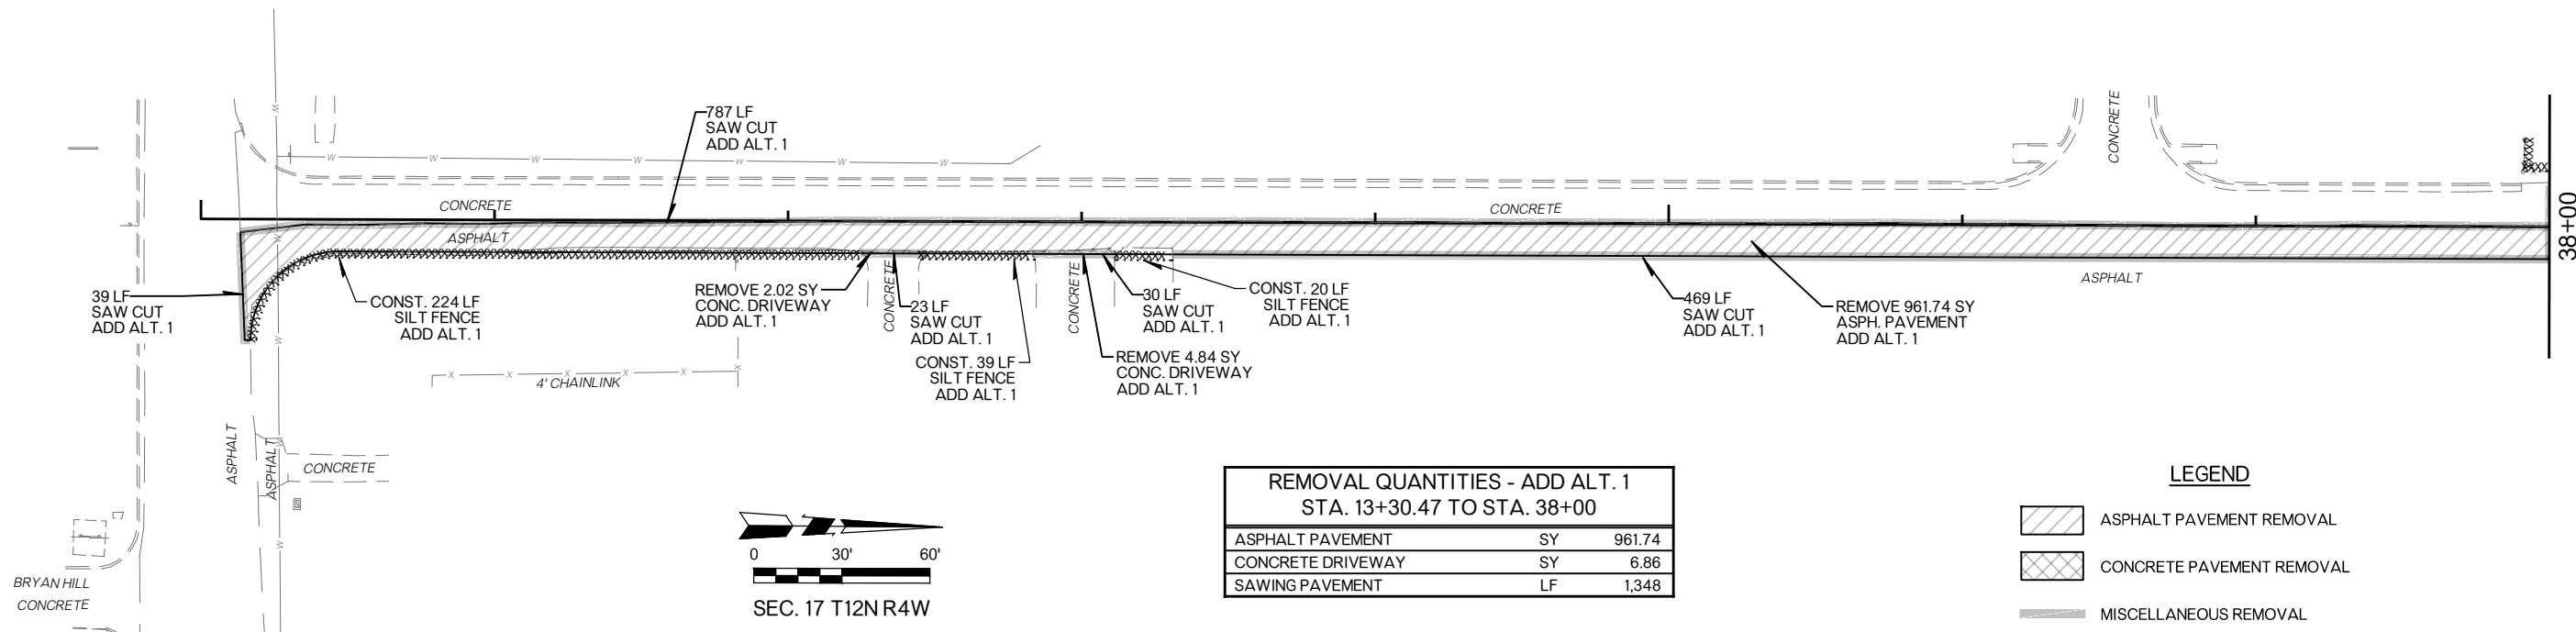 787 LF
SAW CUT
ADD ALT. 1
CONCRETE
CONCRETE
CONCRETE
ASPHALT
38+00
39 LF
SAW CUT
ADD ALT. 1
CONST. 224 LF
SILT FENCE
ADD ALT. 1
REMOVE 2.02 SY
CONC. DRIVEWAY
ADD ALT. 1
CONCRETE
23 LF
SAW CUT
ADD ALT. 1
CONST. 39 LF
SILT FENCE
ADD ALT. 1
CONCRETE
30 LF
SAW CUT
ADD ALT. 1
REMOVE 4.84 SY
CONC. DRIVEWAY
ADD ALT. 1
CONST. 20 LF
SILT FENCE
ADD ALT. 1
469 LF
SAW CUT
ADD ALT. 1
REMOVE 961.74 SY
ASPH. PAVEMENT
ADD ALT. 1
ASPHALT
4' CHAINLINK
ASPHALT
ASPHALT
CONCRETE
BRYAN HILL
CONCRETE
0 30' 60'
SEC. 17 T12N R4W
REMOVAL QUANTITIES - ADD ALT. 1
STA. 13+30.47 TO STA. 38+00
ASPHALT PAVEMENT SY 961.74
CONCRETE DRIVEWAY SY 6.86
SAWING PAVEMENT LF 1,348
LEGEND
ASPHALT PAVEMENT REMOVAL
CONCRETE PAVEMENT REMOVAL
MISCELLANEOUS REMOVAL